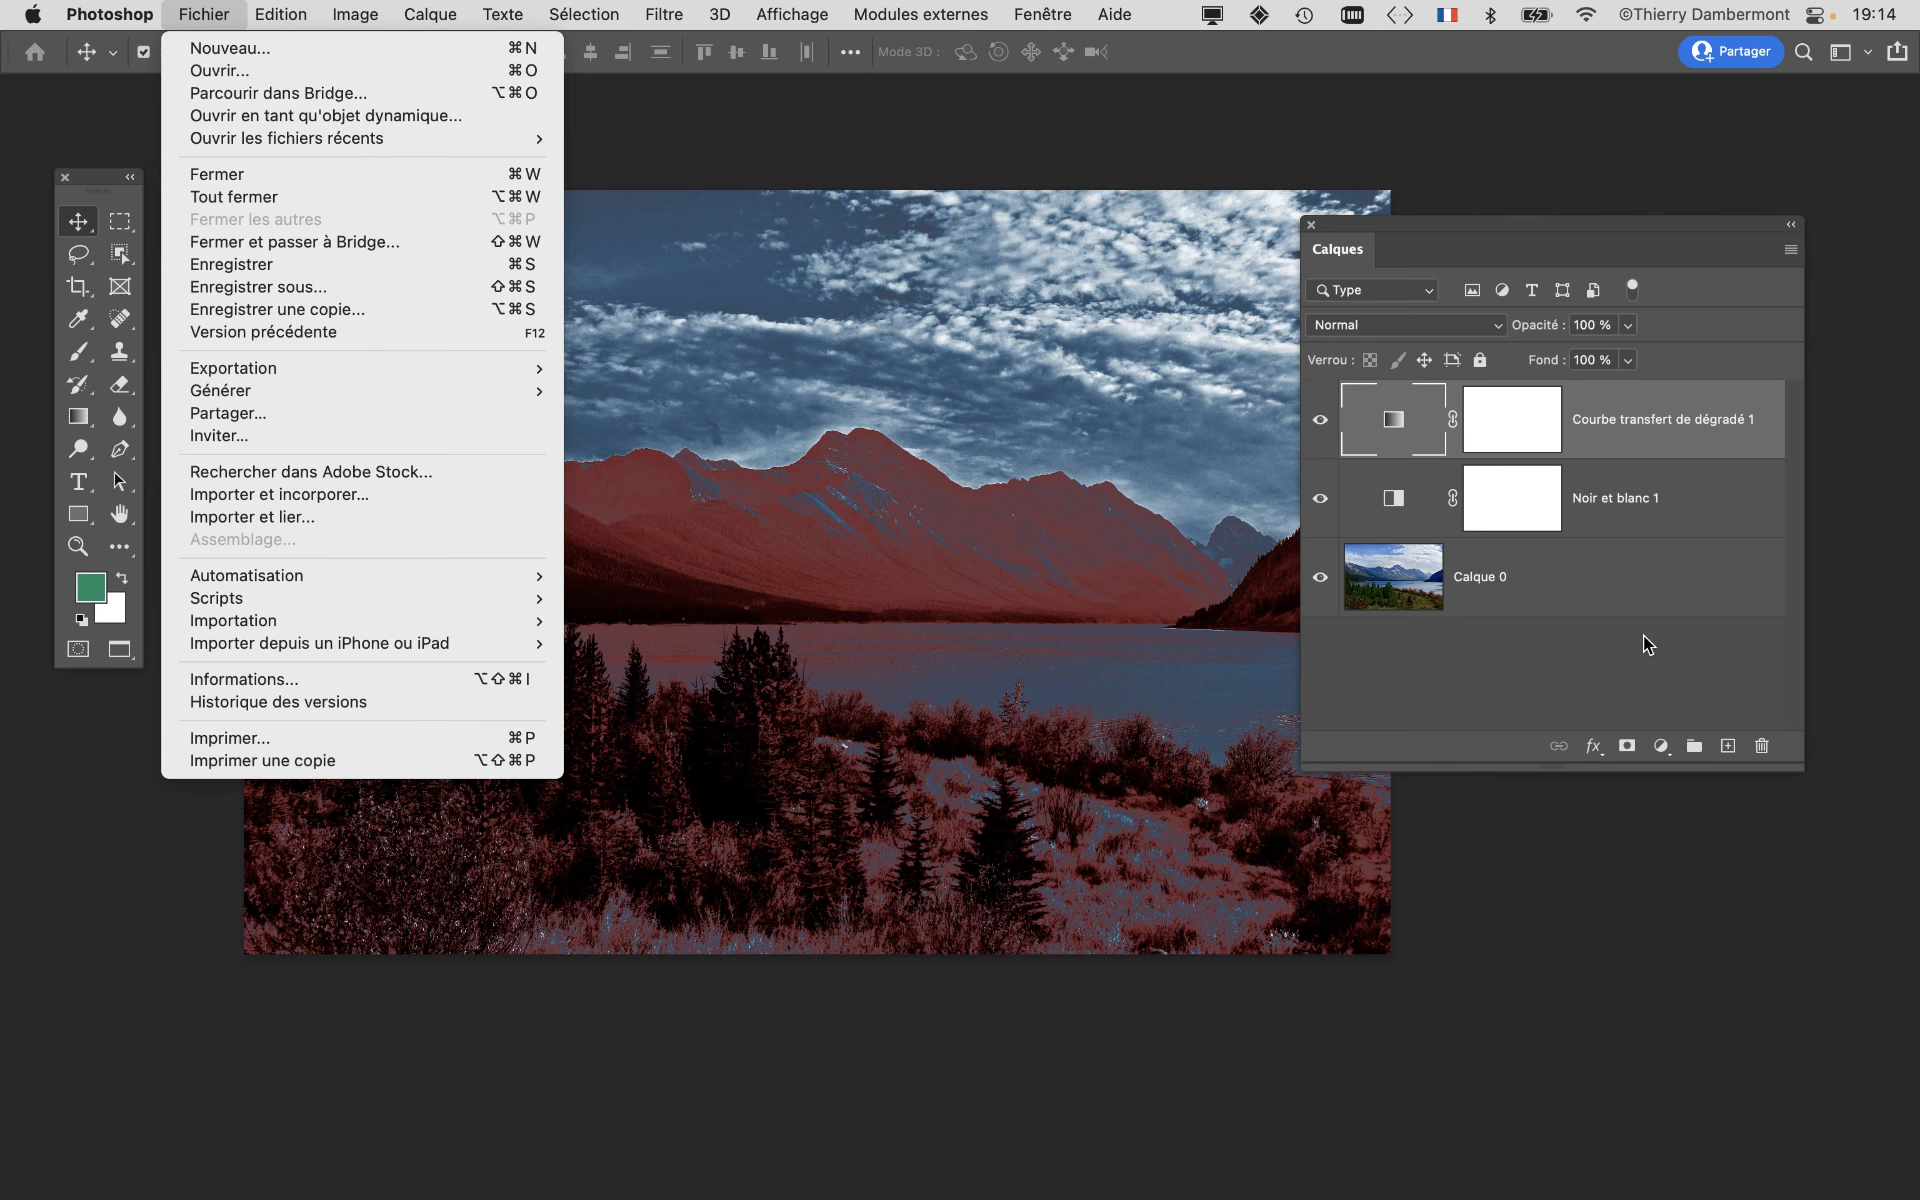 Photoshop Fichier Edition Image Calque Texte Sélection Filtre 3D Affichage Modules externes Fenêtre Aide ©Thierry Dambermont 19:14
Mode 3D : Partager
Nouveau... ⌘N
Ouvrir... ⌘O
Parcourir dans Bridge... ⌥⌘O
Ouvrir en tant qu'objet dynamique...
Ouvrir les fichiers récents >
Fermer ⌘W
Tout fermer ⌥⌘W
Fermer les autres ⌥⌘P
Fermer et passer à Bridge... ⇧⌘W
Enregistrer ⌘S
Enregistrer sous... ⇧⌘S
Enregistrer une copie... ⌥⌘S
Version précédente F12
Exportation >
Générer >
Partager...
Inviter...
Rechercher dans Adobe Stock...
Importer et incorporer...
Importer et lier...
Assemblage...
Automatisation >
Scripts >
Importation >
Importer depuis un iPhone ou iPad >
Informations... ⌥⇧⌘I
Historique des versions
Imprimer... ⌘P
Imprimer une copie ⌥⇧⌘P
Calques
Type
Normal Opacité : 100 %
Verrou : Fond : 100 %
Courbe transfert de dégradé 1
Noir et blanc 1
Calque 0
fx